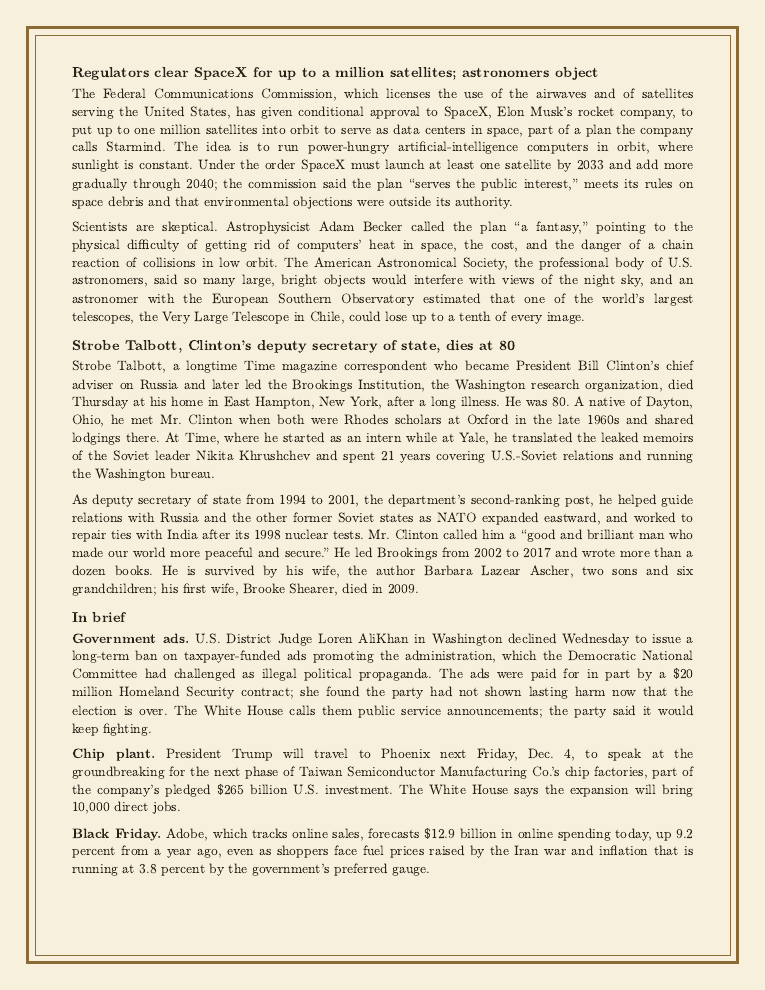 Regulators clear SpaceX for up to a million satellites; astronomers object
The Federal Communications Commission, which licenses the use of the airwaves and of satellites
serving the United States, has given conditional approval to SpaceX, Elon Musk's rocket company, to
put up to one million satellites into orbit to serve as data centers in space, part of a plan the company
calls Starmind. The idea is to run power-hungry artificial-intelligence computers in orbit, where
sunlight is constant. Under the order SpaceX must launch at least one satellite by 2033 and add more
gradually through 2040; the commission said the plan “serves the public interest,” meets its rules on
space debris and that environmental objections were outside its authority.
Scientists are skeptical. Astrophysicist Adam Becker called the plan “a fantasy,” pointing to the
physical difficulty of getting rid of computers' heat in space, the cost, and the danger of a chain
reaction of collisions in low orbit. The American Astronomical Society, the professional body of U.S.
astronomers, said so many large, bright objects would interfere with views of the night sky, and an
astronomer with the European Southern Observatory estimated that one of the world's largest
telescopes, the Very Large Telescope in Chile, could lose up to a tenth of every image.
Strobe Talbott, Clinton's deputy secretary of state, dies at 80
Strobe Talbott, a longtime Time magazine correspondent who became President Bill Clinton's chief
adviser on Russia and later led the Brookings Institution, the Washington research organization, died
Thursday at his home in East Hampton, New York, after a long illness. He was 80. A native of Dayton,
Ohio, he met Mr. Clinton when both were Rhodes scholars at Oxford in the late 1960s and shared
lodgings there. At Time, where he started as an intern while at Yale, he translated the leaked memoirs
of the Soviet leader Nikita Khrushchev and spent 21 years covering U.S.-Soviet relations and running
the Washington bureau.
As deputy secretary of state from 1994 to 2001, the department's second-ranking post, he helped guide
relations with Russia and the other former Soviet states as NATO expanded eastward, and worked to
repair ties with India after its 1998 nuclear tests. Mr. Clinton called him a “good and brilliant man who
made our world more peaceful and secure.” He led Brookings from 2002 to 2017 and wrote more than a
dozen books. He is survived by his wife, the author Barbara Lazear Ascher, two sons and six
grandchildren; his first wife, Brooke Shearer, died in 2009.
In brief
Government ads. U.S. District Judge Loren AliKhan in Washington declined Wednesday to issue a
long-term ban on taxpayer-funded ads promoting the administration, which the Democratic National
Committee had challenged as illegal political propaganda. The ads were paid for in part by a $20
million Homeland Security contract; she found the party had not shown lasting harm now that the
election is over. The White House calls them public service announcements; the party said it would
keep fighting.
Chip plant. President Trump will travel to Phoenix next Friday, Dec. 4, to speak at the
groundbreaking for the next phase of Taiwan Semiconductor Manufacturing Co.'s chip factories, part of
the company's pledged $265 billion U.S. investment. The White House says the expansion will bring
10,000 direct jobs.
Black Friday. Adobe, which tracks online sales, forecasts $12.9 billion in online spending today, up 9.2
percent from a year ago, even as shoppers face fuel prices raised by the Iran war and inflation that is
running at 3.8 percent by the government's preferred gauge.